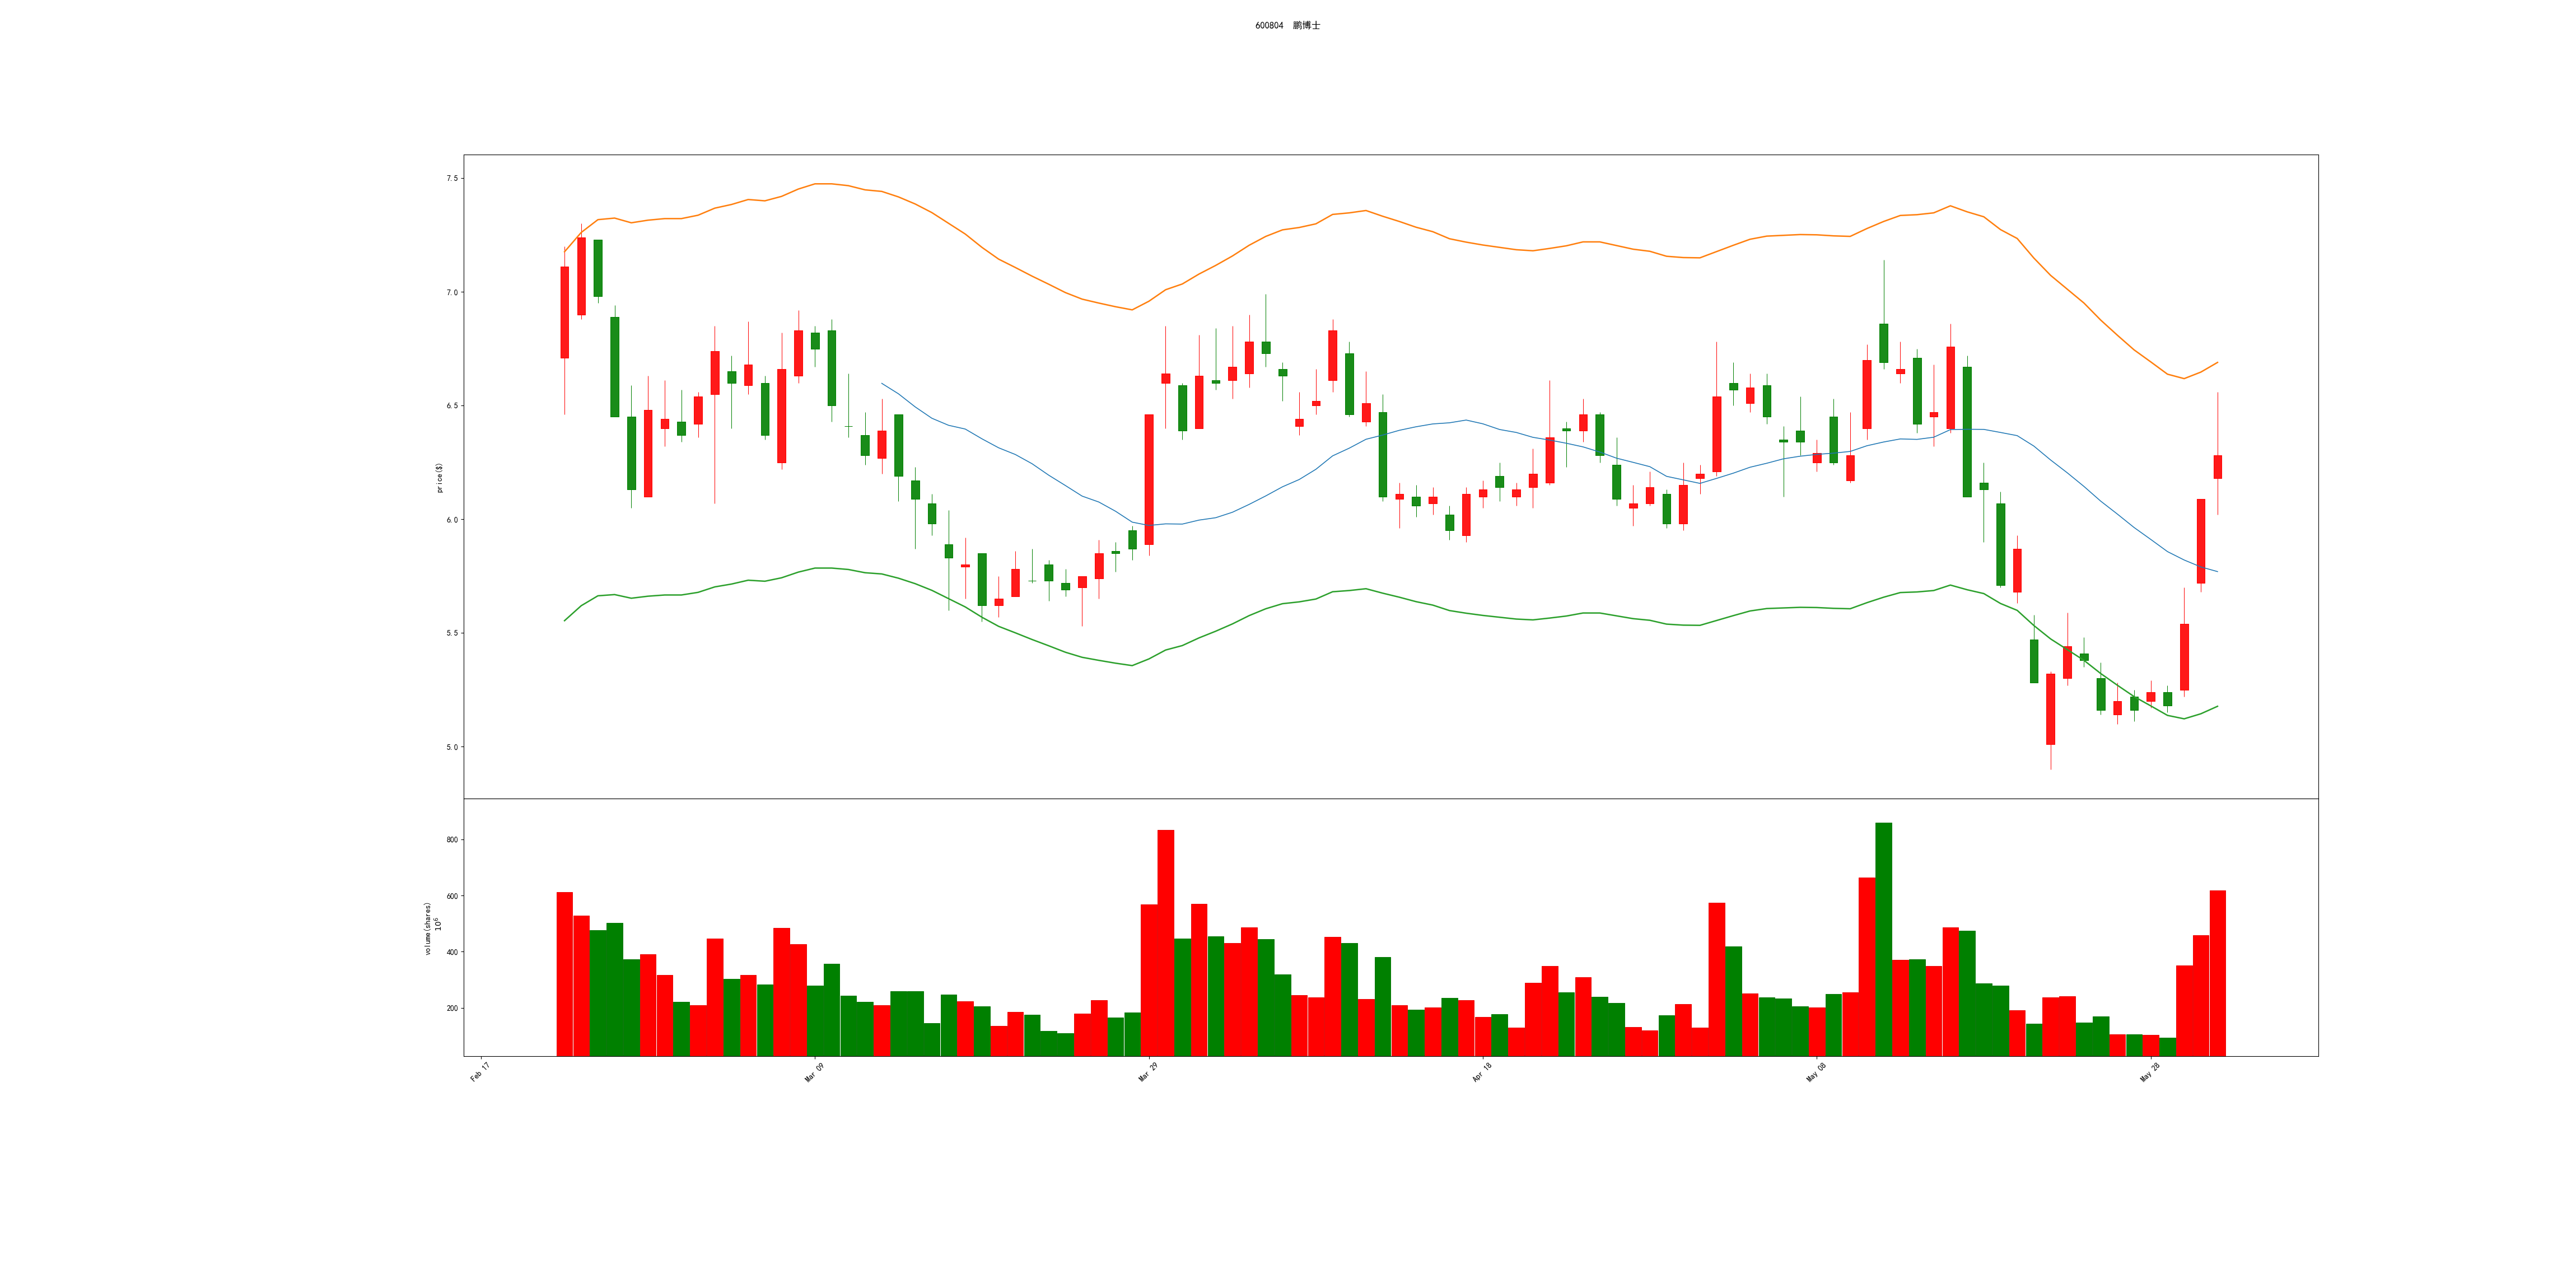 600804 鹏博士
7.5
7.0
6.5
6.0
5.5
5.0
price($)
800
600
400
200
volume(shares)
10⁶
Feb 17
Mar 09
Mar 29
Apr 18
May 08
May 28